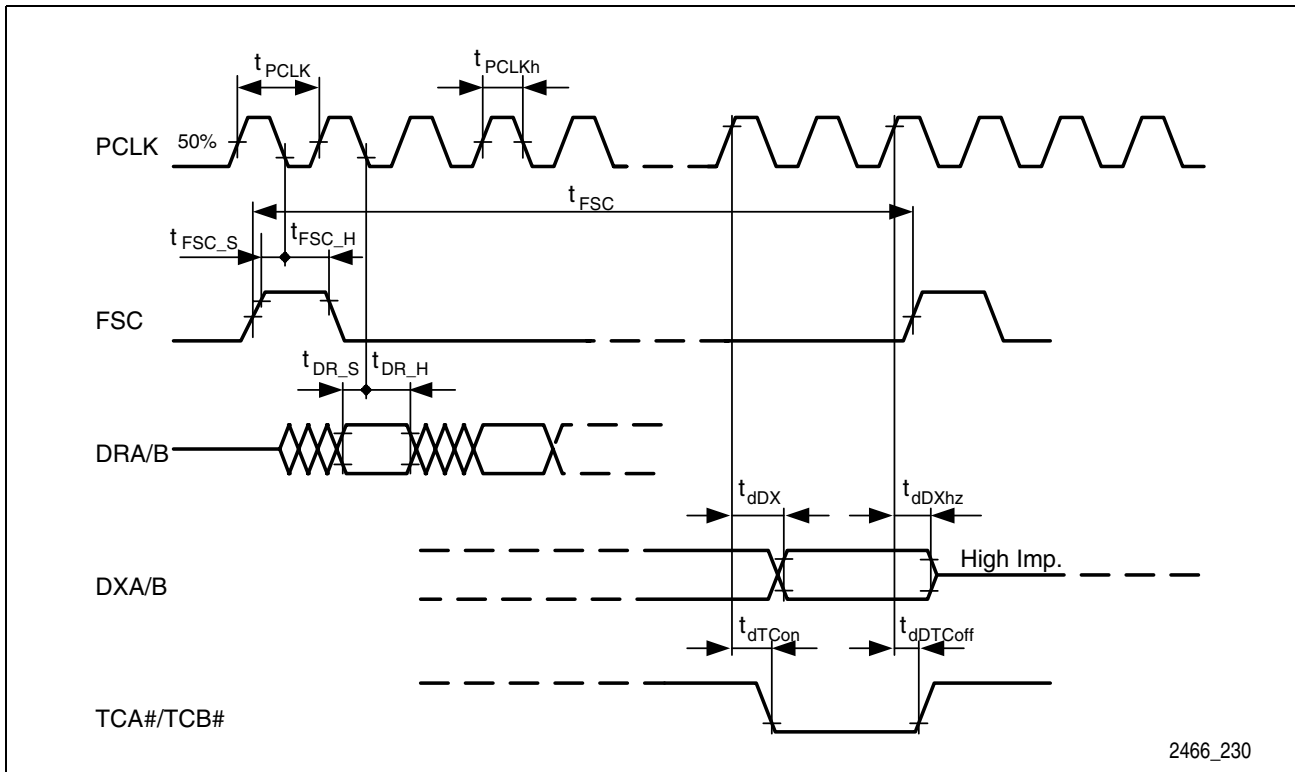 t PCLK
t PCLKh
PCLK 50%
t FSC
t FSC_S
t FSC_H
FSC
t DR_S
t DR_H
DRA/B
t dDX
t dDXhz
High Imp.
DXA/B
t dTCon
t dDTCoff
TCA#/TCB#
2466_230